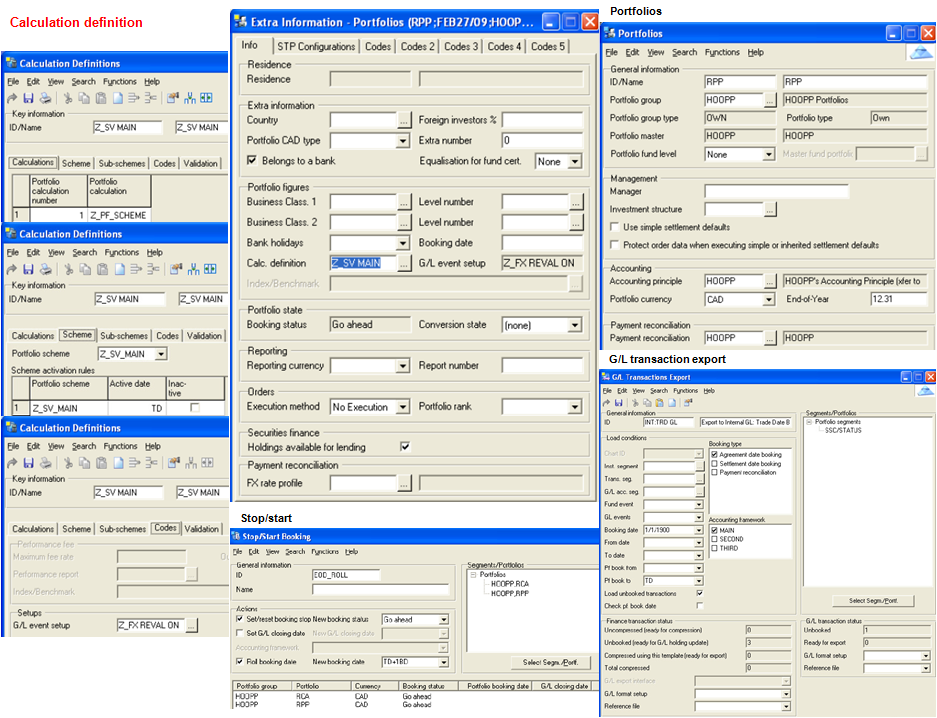 Calculation definition
Calculation Definitions
File Edit View Search Functions Help
Key information
ID/Name Z_SV MAIN Z_SV MAIN
Calculations Scheme Sub-schemes Codes Validation
Portfolio calculation number Portfolio calculation
1 1 Z_PF_SCHEME
Calculation Definitions
File Edit View Search Functions Help
Key information
ID/Name Z_SV MAIN Z_SV MAIN
Calculations Scheme Sub-schemes Codes Validation
Portfolio scheme Z_SV_MAIN
Scheme activation rules
Portfolio scheme Active date Inac-tive
1 Z_SV_MAIN TD
Calculation Definitions
File Edit View Search Functions Help
Key information
ID/Name Z_SV MAIN Z_SV MAIN
Calculations Scheme Sub-schemes Codes Validation
Performance fee
Maximum fee rate
Performance report
Index/Benchmark
Setups
G/L event setup Z_FX REVAL ON ...
Extra Information - Portfolios (RPP;FEB27/09;HOOP...
Info STP Configurations Codes Codes 2 Codes 3 Codes 4 Codes 5
Residence
Residence
Extra information
Country ... Foreign investors %
Portfolio CAD type Extra number 0
Belongs to a bank Equalisation for fund cert. None
Portfolio figures
Business Class. 1 ... Level number ...
Business Class. 2 ... Level number ...
Bank holidays Booking date
Calc. definition Z_SV MAIN ... G/L event setup Z_FX REVAL ON
Index/Benchmark ...
Portfolio state
Booking status Go ahead Conversion state (none)
Reporting
Reporting currency Report number
Orders
Execution method No Execution Portfolio rank
Securities finance
Holdings available for lending
Payment reconciliation
FX rate profile ...
Stop/start
Stop/Start Booking
File Edit View Search Functions Help
General information
ID EOD_ROLL
Name
Segments/Portfolios
Portfolios
HOOPP,RCA
HOOPP,RPP
Actions
Set/reset booking stop New booking status Go ahead
Set G/L closing date New G/L closing date
Accounting framework
Roll booking date New booking date TD+1BD
Select Segm./Portf.
Portfolio group Portfolio Currency Booking status Portfolio booking date G/L closing date
HOOPP RCA CAD Go ahead
HOOPP RPP CAD Go ahead
Portfolios
Portfolios
File Edit View Search Functions Help
General information
ID/Name RPP RPP
Portfolio group HOOPP ... HOOPP Portfolios
Portfolio group type OWN Portfolio type Own
Portfolio master HOOPP HOOPP
Portfolio fund level None Master fund portfolio
Management
Manager
Investment structure ...
Use simple settlement defaults
Protect order data when executing simple or inherited settlement defaults
Accounting
Accounting principle HOOPP ... HOOPP's Accounting Principle (xfer to
Portfolio currency CAD End-of-Year 12.31
Payment reconciliation
Payment reconciliation HOOPP ... HOOPP
G/L transaction export
G/L Transactions Export
File Edit View Search Functions Help
General information
ID INT:TRD GL Export to Internal GL: Trade Date B
Segments/Portfolios
Portfolio segments
SSC/STATUS
Load conditions
Chart ID
Inst. segment
Trans. seg.
G/L acc. seg.
Fund event
GL events
Booking date 1/1/1900
From date
To date
Pf book from
Pf book to TD
Load unbooked transactions
Check pf. book date
Booking type
Agreement date booking
Settlement date booking
Payment reconciliation
Accounting framework
MAIN
SECOND
THIRD
Select Segm./Portf.
Finance transaction status
Uncompressed (ready for compression) 0
Unbooked (ready for G/L holding update) 3
Compressed using this template (ready for export) 0
Total compressed 0
G/L export interface
G/L format setup
Reference file
G/L transaction status
Unbooked 1
Ready for export 0
G/L format setup
Reference file